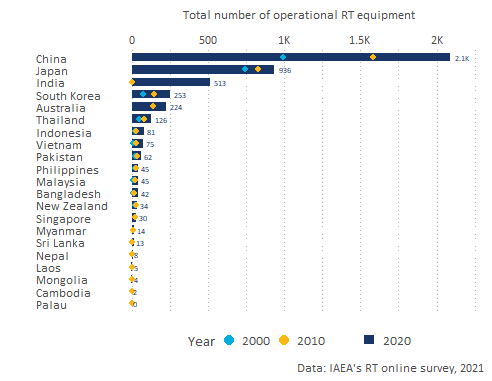 Total number of operational RT equipment
0 500 1K 1.5K 2K
China 2.1K
Japan 936
India 513
South Korea 253
Australia 224
Thailand 126
Indonesia 81
Vietnam 75
Pakistan 62
Philippines 45
Malaysia 45
Bangladesh 42
New Zealand 34
Singapore 30
Myanmar 14
Sri Lanka 13
Nepal 8
Laos 5
Mongolia 4
Cambodia 2
Palau 0
Year 2000 2010 2020
Data: IAEA's RT online survey, 2021